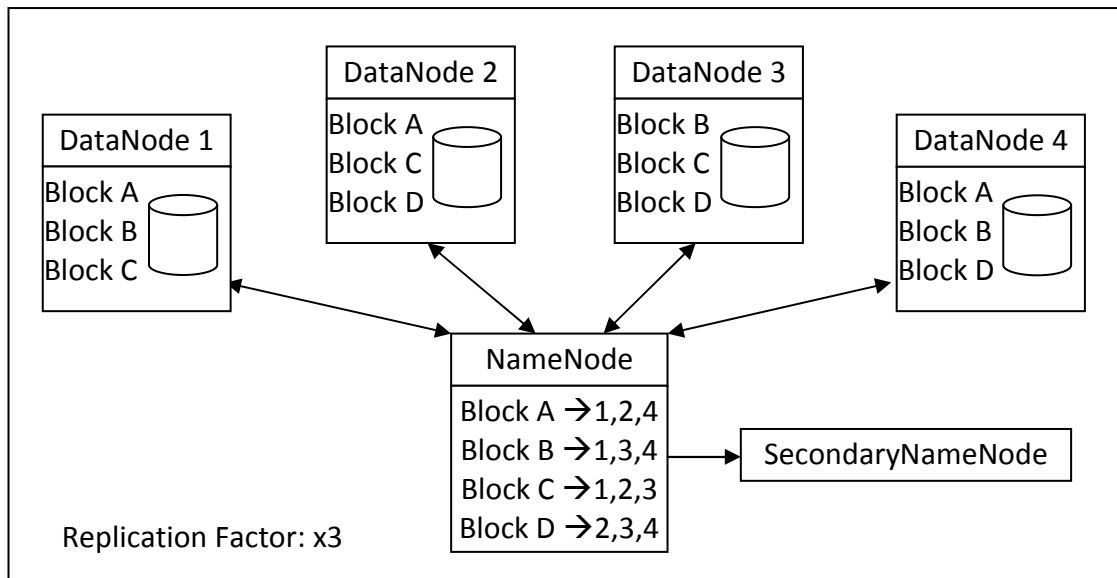 DataNode 1
Block A
Block B
Block C
DataNode 2
Block A
Block C
Block D
DataNode 3
Block B
Block C
Block D
DataNode 4
Block A
Block B
Block D
NameNode
Block A →1,2,4
Block B →1,3,4
Block C →1,2,3
Block D →2,3,4
SecondaryNameNode
Replication Factor: x3